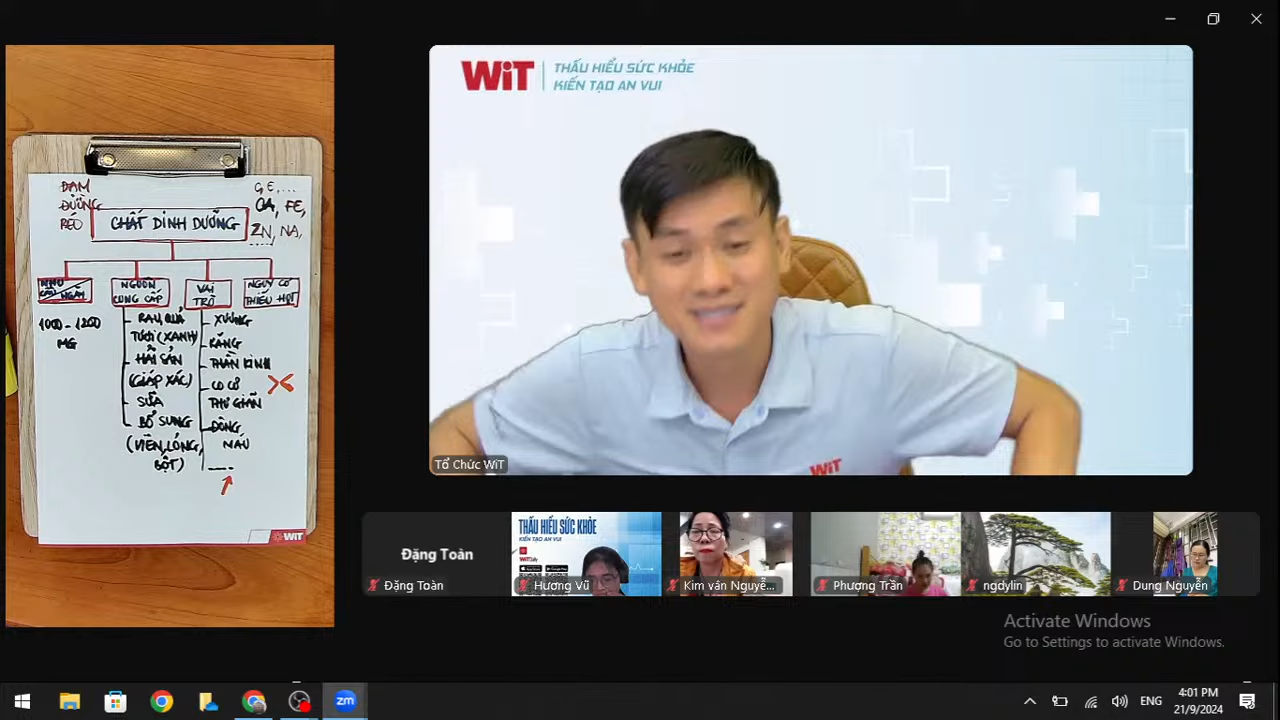 WiT
THẤU HIỂU SỨC KHỎE
KIẾN TẠO AN VUI
ĐẠM
ĐƯỜNG
BÉO
C, E, ...
CA, FE,
ZN, NA,
.....
CHẤT DINH DƯỠNG
NHU
CẦU NGÀY
NGUỒN
CUNG CẤP
VAI
TRÒ
NGUY CƠ
THIẾU HỤT
1000 - 1200
MG
RAU, QUẢ
TƯƠI (XANH)
HẢI SẢN
(GIÁP XÁC)
SỮA
BỔ SUNG
(VIÊN, LỎNG,
BỘT)
XƯƠNG
RĂNG
THẦN KINH
CO CƠ
THƯ GIÃN
ĐÔNG
MÁU
WiT
WiT
Tổ Chức WiT
Đặng Toàn
Đặng Toàn
THẤU HIỂU SỨC KHỎE
KIẾN TẠO AN VUI
Hương Vũ
Kim ván Nguyễ...
Phượng Trần
ngdylin
Dung Nguyễn
Activate Windows
Go to Settings to activate Windows.
zm
ENG
4:01 PM
21/9/2024